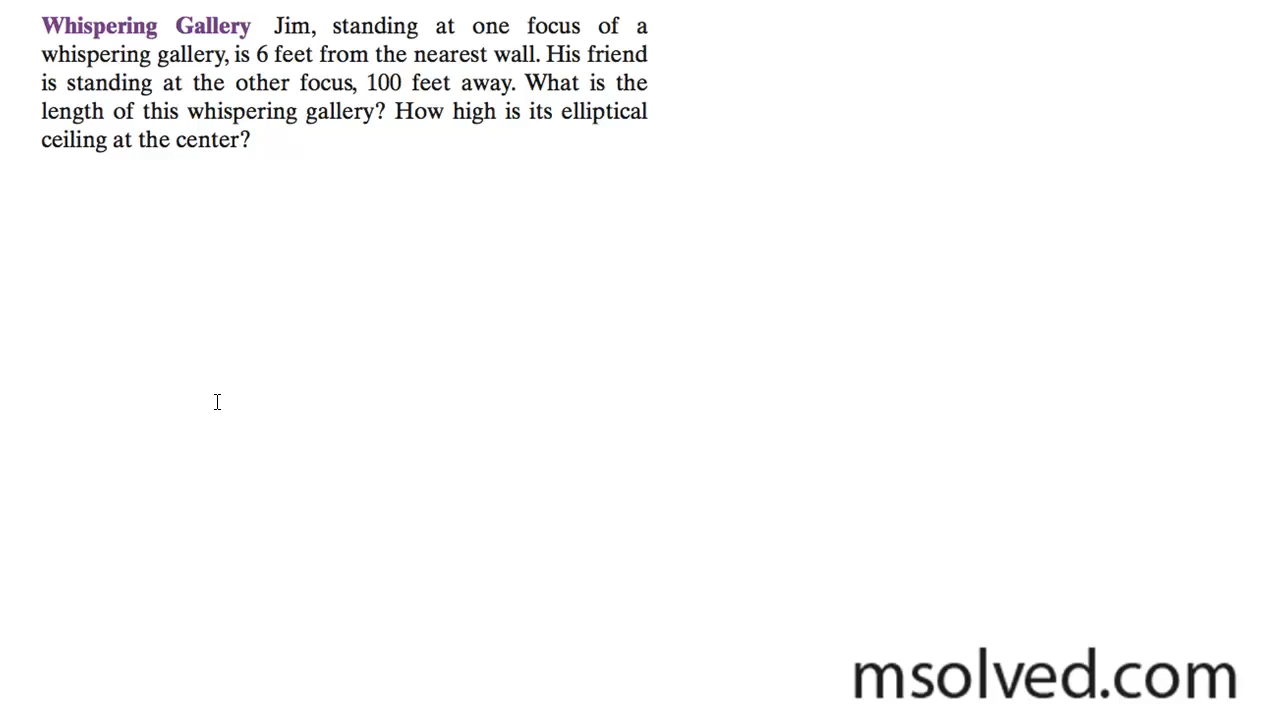 Whispering Gallery Jim, standing at one focus of a
whispering gallery, is 6 feet from the nearest wall. His friend
is standing at the other focus, 100 feet away. What is the
length of this whispering gallery? How high is its elliptical
ceiling at the center?
msolved.com